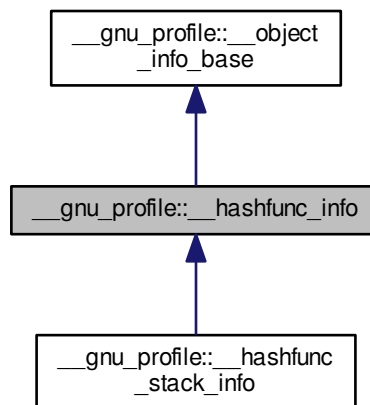 __gnu_profile::__object
_info_base
__gnu_profile::__hashfunc_info
__gnu_profile::__hashfunc
_stack_info